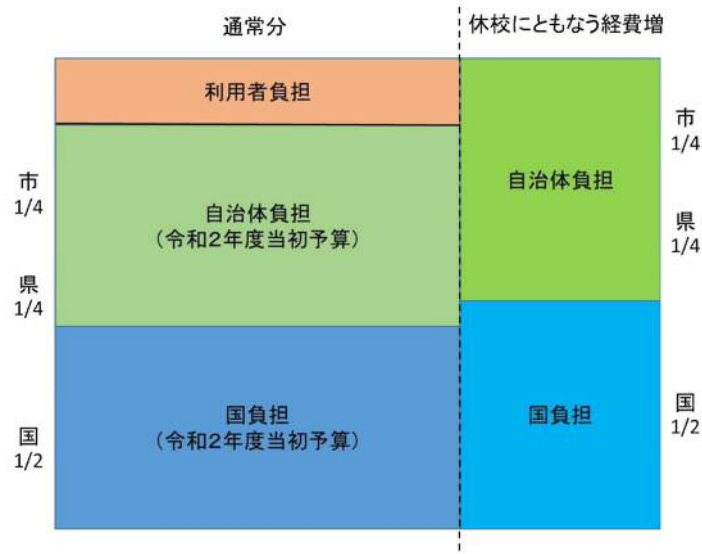 通常分
休校にともなう経費増
利用者負担
自治体負担
(令和2年度当初予算)
国負担
(令和2年度当初予算)
市
1/4
県
1/4
国
1/2
自治体負担
国負担
市
1/4
県
1/4
国
1/2